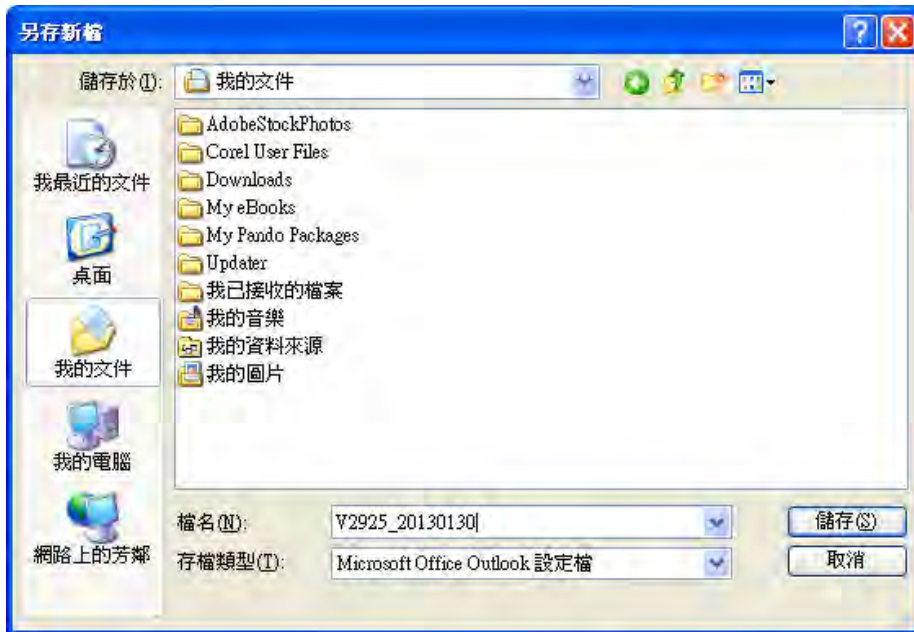 另存新檔
儲存於(I): 我的文件
AdobeStockPhotos
Corel User Files
Downloads
My eBooks
My Pando Packages
Updater
我已接收的檔案
我的音樂
我的資料來源
我的圖片
我最近的文件
桌面
我的文件
我的電腦
網路上的芳鄰
檔名(N): V2925_20130130
儲存(S)
存檔類型(T): Microsoft Office Outlook 設定檔
取消